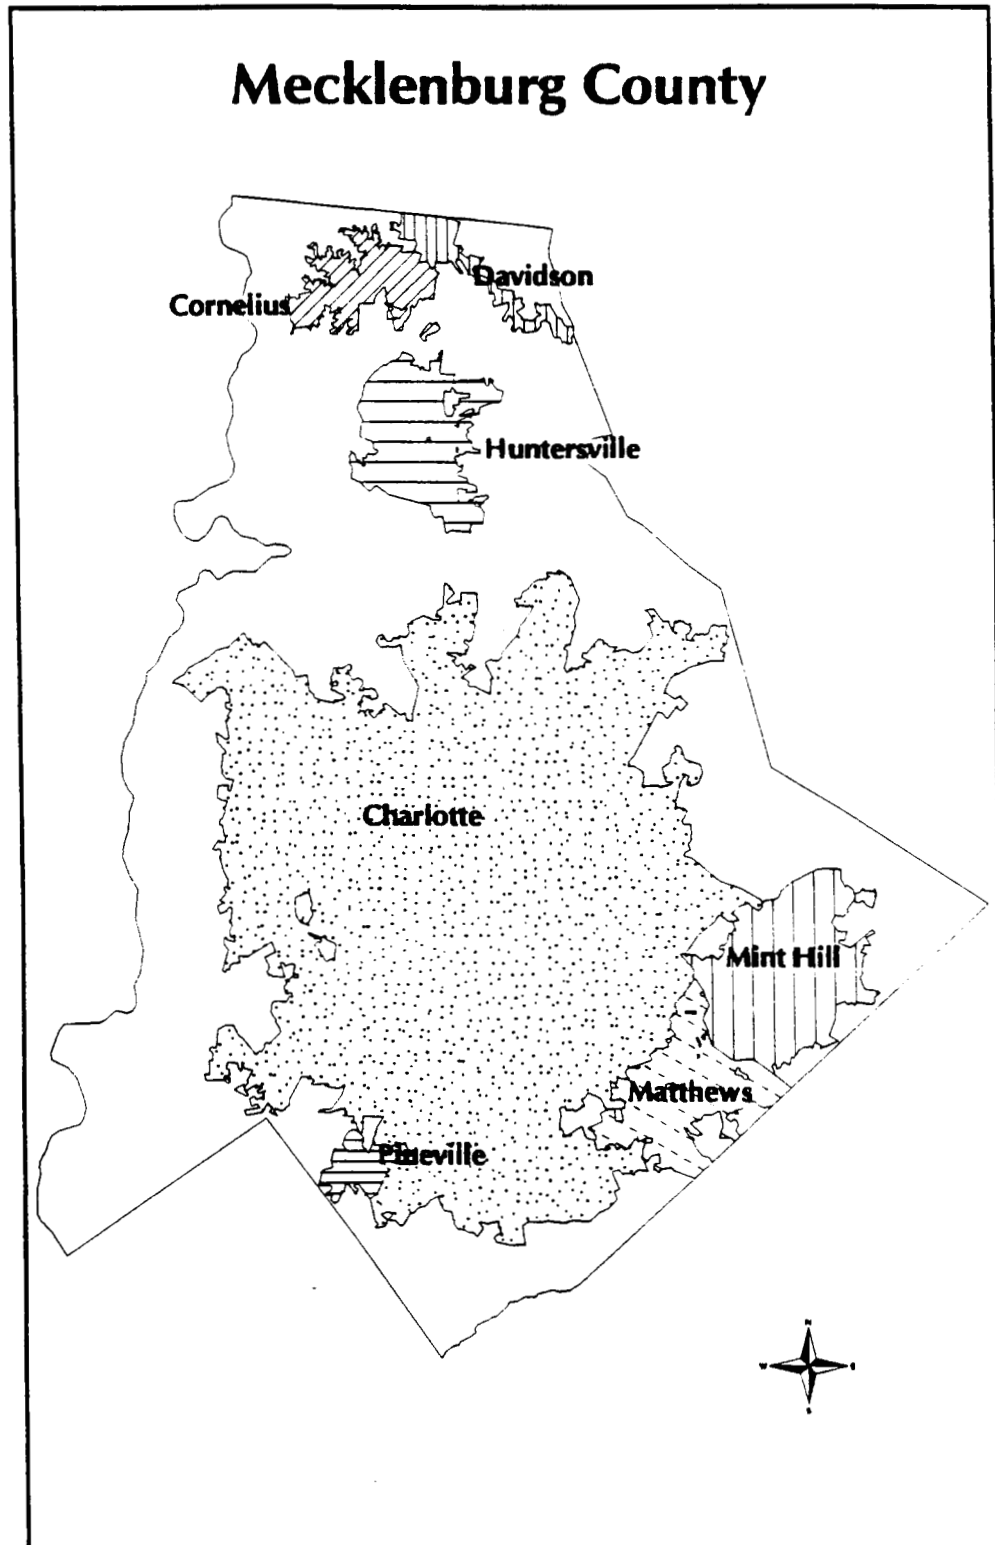 Mecklenburg County
Davidson
Cornelius
Huntersville
Charlotte
Mint Hill
Matthews
Pineville
N
W
S